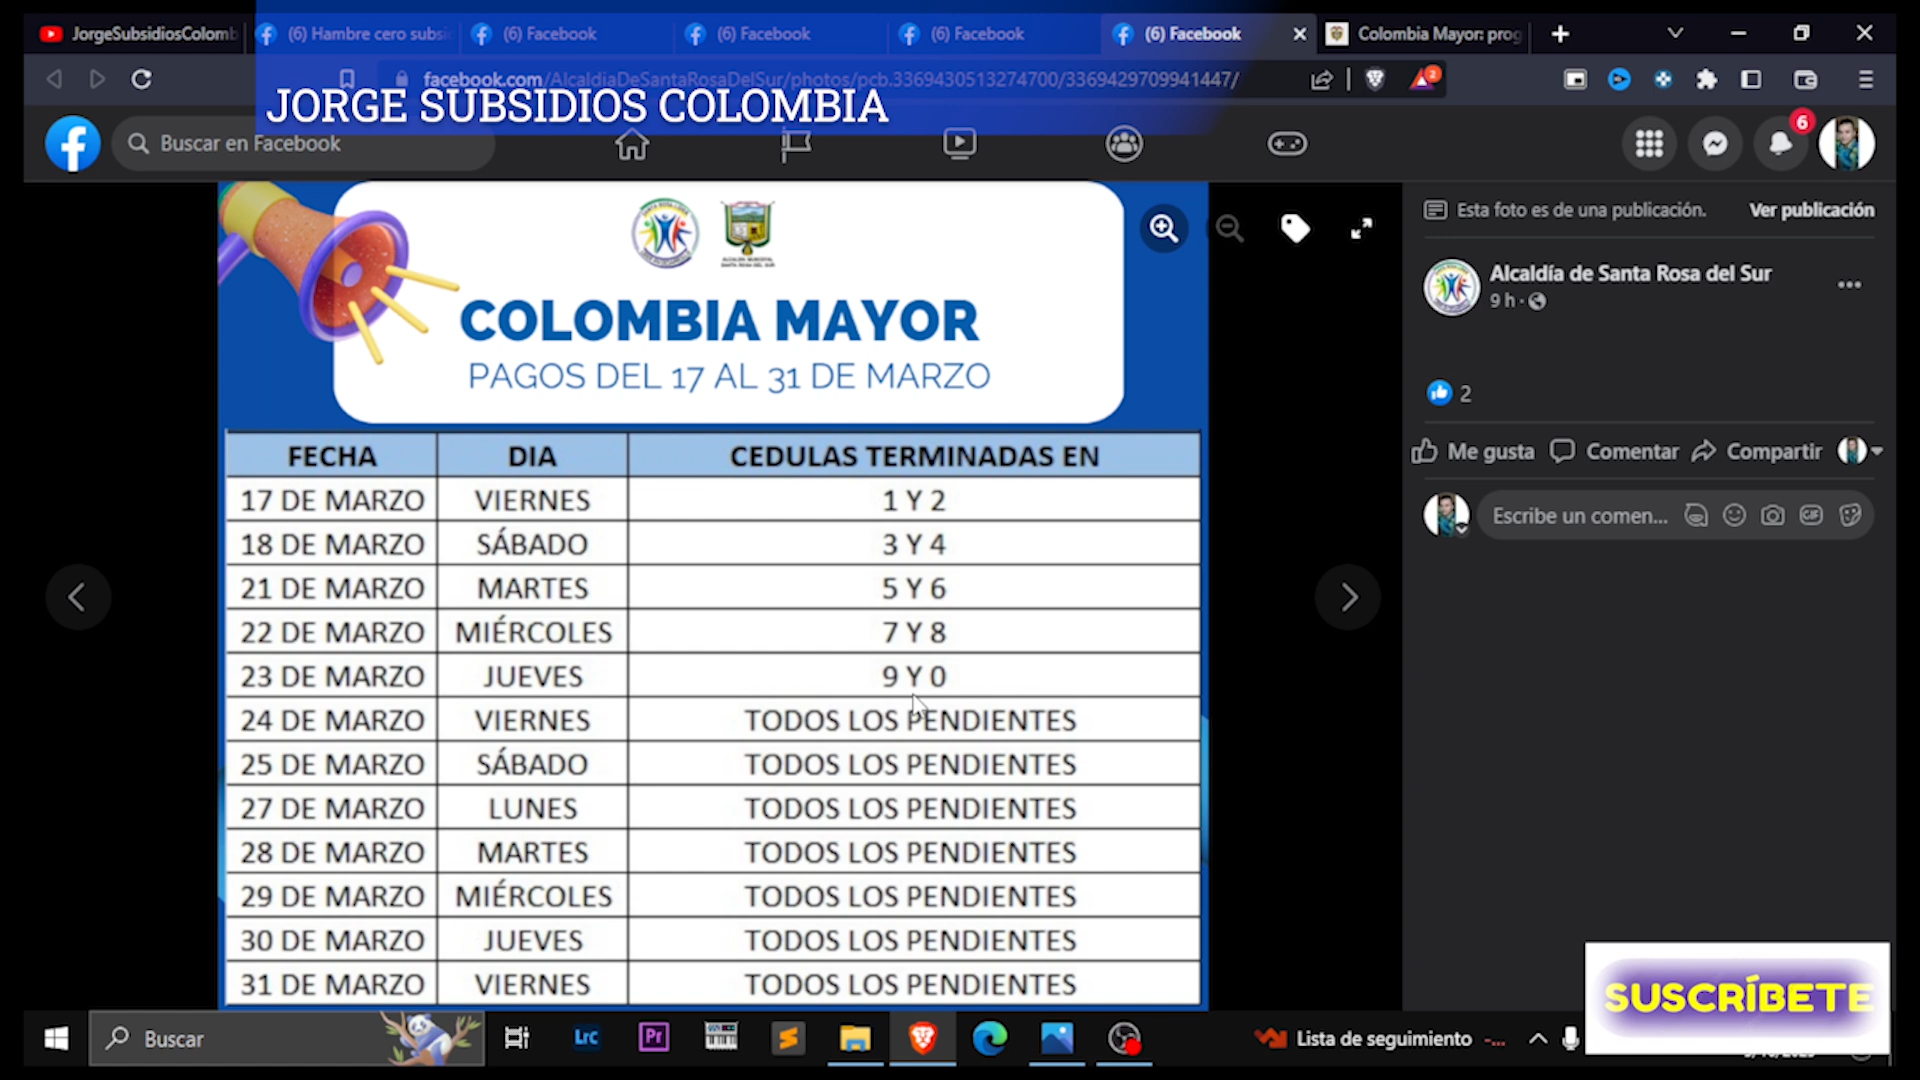 JorgeSubsidiosColomb
(6) Hambre cero subsi
(6) Facebook
(6) Facebook
(6) Facebook
(6) Facebook
Colombia Mayor: prog
facebook.com/AlcaldiaDeSantaRosaDelSur/photos/pcb.3369430513274700/3369429709941447/
2
JORGE SUBSIDIOS COLOMBIA
Buscar en Facebook
6
COLOMBIA MAYOR
PAGOS DEL 17 AL 31 DE MARZO
FECHA DIA CEDULAS TERMINADAS EN
17 DE MARZO VIERNES 1 Y 2
18 DE MARZO SÁBADO 3 Y 4
21 DE MARZO MARTES 5 Y 6
22 DE MARZO MIÉRCOLES 7 Y 8
23 DE MARZO JUEVES 9 Y 0
24 DE MARZO VIERNES TODOS LOS PENDIENTES
25 DE MARZO SÁBADO TODOS LOS PENDIENTES
27 DE MARZO LUNES TODOS LOS PENDIENTES
28 DE MARZO MARTES TODOS LOS PENDIENTES
29 DE MARZO MIÉRCOLES TODOS LOS PENDIENTES
30 DE MARZO JUEVES TODOS LOS PENDIENTES
31 DE MARZO VIERNES TODOS LOS PENDIENTES
Esta foto es de una publicación. Ver publicación
Alcaldía de Santa Rosa del Sur
9 h
2
Me gusta Comentar Compartir
Escribe un comen...
GIF
SUSCRÍBETE
Buscar
Lrc
Pr
Lista de seguimiento -...